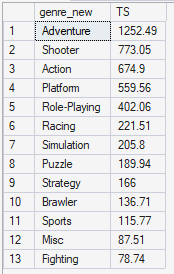 genre_new TS
1 Adventure 1252.49
2 Shooter 773.05
3 Action 674.9
4 Platform 559.56
5 Role-Playing 402.06
6 Racing 221.51
7 Simulation 205.8
8 Puzzle 189.94
9 Strategy 166
10 Brawler 136.71
11 Sports 115.77
12 Misc 87.51
13 Fighting 78.74